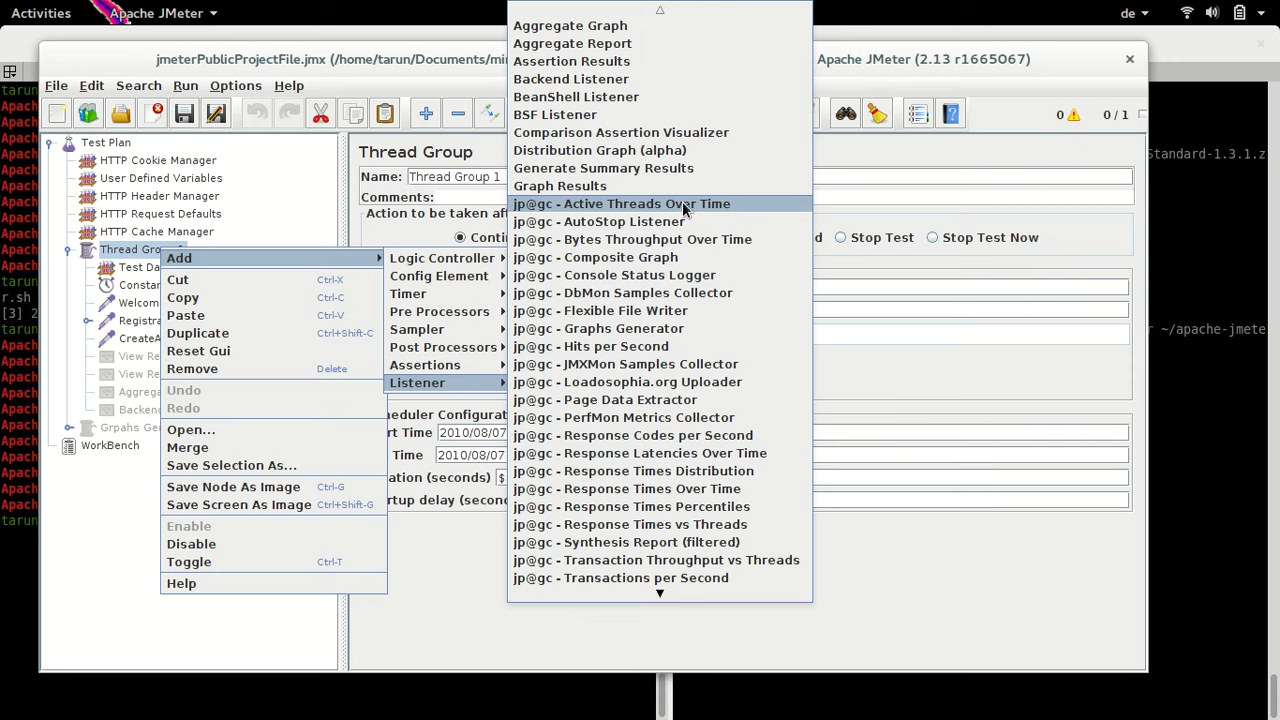 Activities
Apache JMeter
de
jmeterPublicProjectFile.jmx (/home/tarun/Documents/mi
Apache JMeter (2.13 r1665067)
File Edit Search Run Options Help
0 0 / 1
tarun
Apach
Standard-1.3.1.z
r.sh
[3] 2
r ~/apache-jmete
tarun
Test Plan
HTTP Cookie Manager
User Defined Variables
HTTP Header Manager
HTTP Request Defaults
HTTP Cache Manager
Thread Gro
Test Da
Constan
Welcom
Registra
CreateA
View Re
View Re
Aggrega
Backen
Grpahs Ge
WorkBench
Thread Group
Name: Thread Group 1
Comments:
Action to be taken af
Contin
d Stop Test Stop Test Now
eduler Configurat
rt Time 2010/08/07
Time 2010/08/07
ation (seconds) $
rtup delay (secon
Add
Cut Ctrl-X
Copy Ctrl-C
Paste Ctrl-V
Duplicate Ctrl+Shift-C
Reset Gui
Remove Delete
Undo
Redo
Open...
Merge
Save Selection As...
Save Node As Image Ctrl-G
Save Screen As Image Ctrl+Shift-G
Enable
Disable
Toggle Ctrl-T
Help
Logic Controller
Config Element
Timer
Pre Processors
Sampler
Post Processors
Assertions
Listener
Aggregate Graph
Aggregate Report
Assertion Results
Backend Listener
BeanShell Listener
BSF Listener
Comparison Assertion Visualizer
Distribution Graph (alpha)
Generate Summary Results
Graph Results
jp@gc - Active Threads Over Time
jp@gc - AutoStop Listener
jp@gc - Bytes Throughput Over Time
jp@gc - Composite Graph
jp@gc - Console Status Logger
jp@gc - DbMon Samples Collector
jp@gc - Flexible File Writer
jp@gc - Graphs Generator
jp@gc - Hits per Second
jp@gc - JMXMon Samples Collector
jp@gc - Loadosophia.org Uploader
jp@gc - Page Data Extractor
jp@gc - PerfMon Metrics Collector
jp@gc - Response Codes per Second
jp@gc - Response Latencies Over Time
jp@gc - Response Times Distribution
jp@gc - Response Times Over Time
jp@gc - Response Times Percentiles
jp@gc - Response Times vs Threads
jp@gc - Synthesis Report (filtered)
jp@gc - Transaction Throughput vs Threads
jp@gc - Transactions per Second